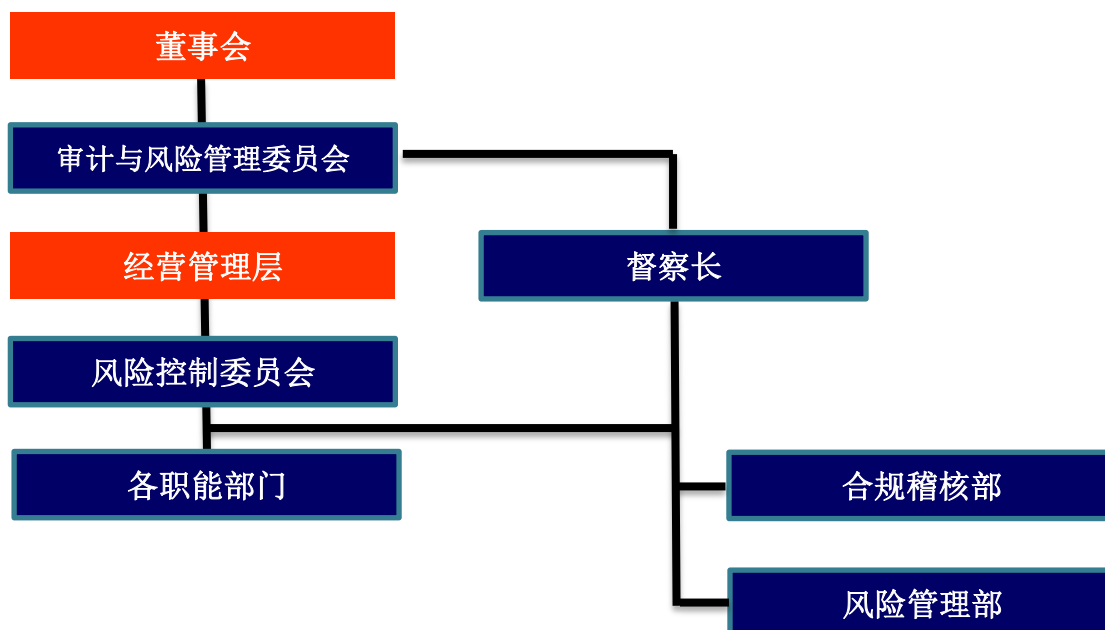 董事会
审计与风险管理委员会
经营管理层
督察长
风险控制委员会
各职能部门
合规稽核部
风险管理部